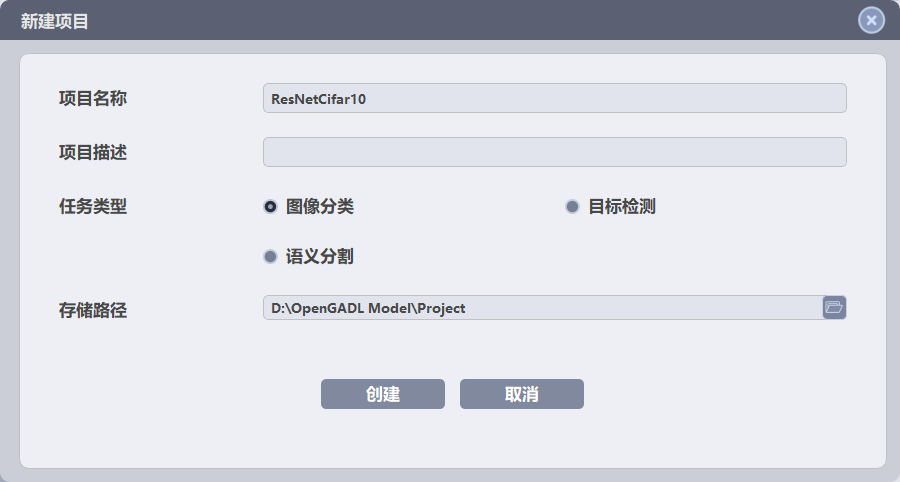 新建项目
项目名称
ResNetCifar10
项目描述
任务类型
图像分类
目标检测
语义分割
存储路径
D:\OpenGADL Model\Project
创建
取消